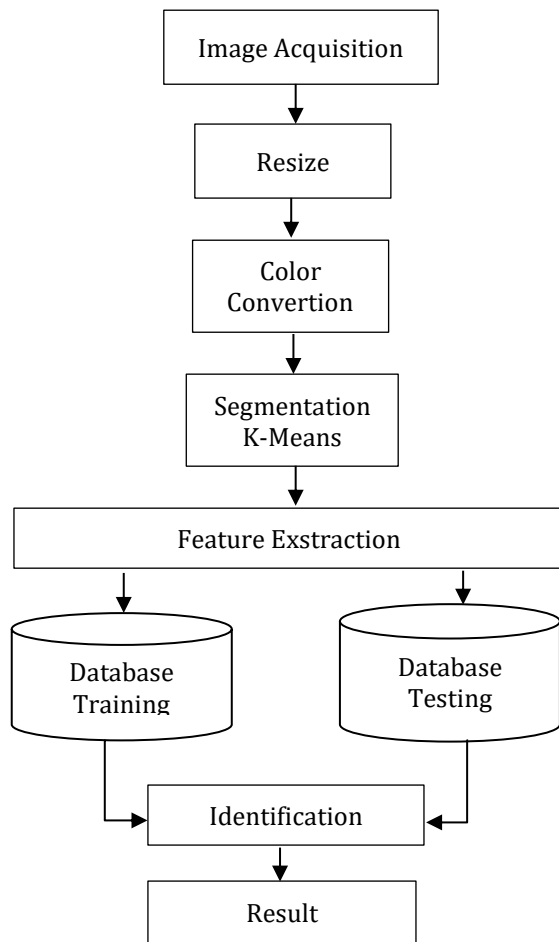 Image Acquisition
Resize
Color
Convertion
Segmentation
K-Means
Feature Exstraction
Database
Training
Database
Testing
Identification
Result